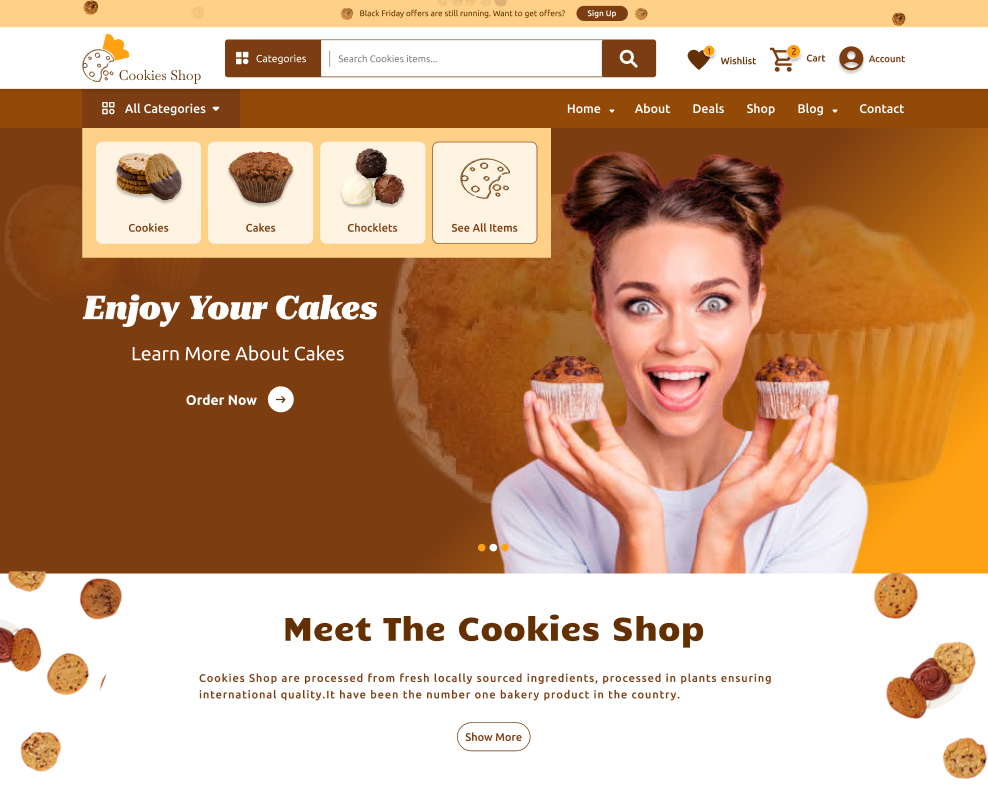 Black Friday offers are still running. Want to get offers?
Sign Up
Cookies Shop
Categories
Search Cookies items...
1
Wishlist
2
Cart
Account
All Categories
Home
About
Deals
Shop
Blog
Contact
Cookies
Cakes
Chocklets
See All Items
Enjoy Your Cakes
Learn More About Cakes
Order Now
Meet The Cookies Shop
Cookies Shop are processed from fresh locally sourced ingredients, processed in plants ensuring
international quality.It have been the number one bakery product in the country.
Show More